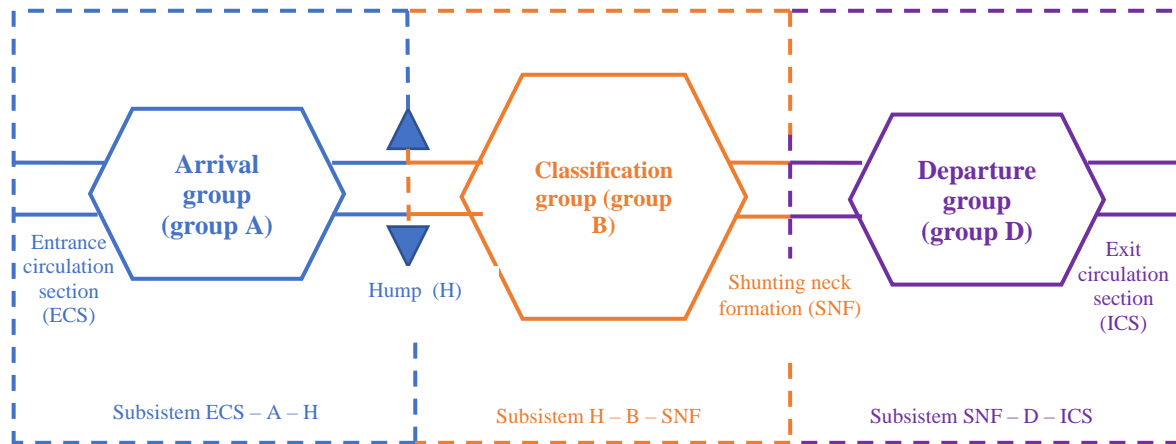 Arrival
group
(group A)
Entrance
circulation
section
(ECS)
Hump (H)
Classification
group (group
B)
Shunting neck
formation (SNF)
Departure
group
(group D)
Exit
circulation
section
(ICS)
Subsistem ECS – A – H
Subsistem H – B – SNF
Subsistem SNF – D – ICS